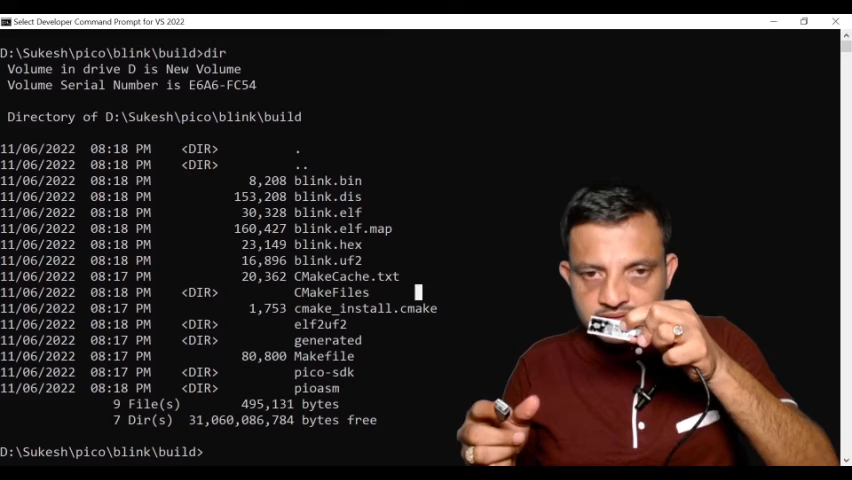 Select Developer Command Prompt for VS 2022
D:\Sukesh\pico\blink\build>dir
Volume in drive D is New Volume
Volume Serial Number is E6A6-FC54
Directory of D:\Sukesh\pico\blink\build
11/06/2022 08:18 PM <DIR> .
11/06/2022 08:18 PM <DIR> ..
11/06/2022 08:18 PM 8,208 blink.bin
11/06/2022 08:18 PM 153,208 blink.dis
11/06/2022 08:18 PM 30,328 blink.elf
11/06/2022 08:18 PM 160,427 blink.elf.map
11/06/2022 08:18 PM 23,149 blink.hex
11/06/2022 08:18 PM 16,896 blink.uf2
11/06/2022 08:17 PM 20,362 CMakeCache.txt
11/06/2022 08:18 PM <DIR> CMakeFiles
11/06/2022 08:17 PM 1,753 cmake_install.cmake
11/06/2022 08:18 PM <DIR> elf2uf2
11/06/2022 08:18 PM <DIR> generated
11/06/2022 08:17 PM 80,800 Makefile
11/06/2022 08:17 PM <DIR> pico-sdk
11/06/2022 08:18 PM <DIR> pioasm
9 File(s) 495,131 bytes
7 Dir(s) 31,060,086,784 bytes free
D:\Sukesh\pico\blink\build>